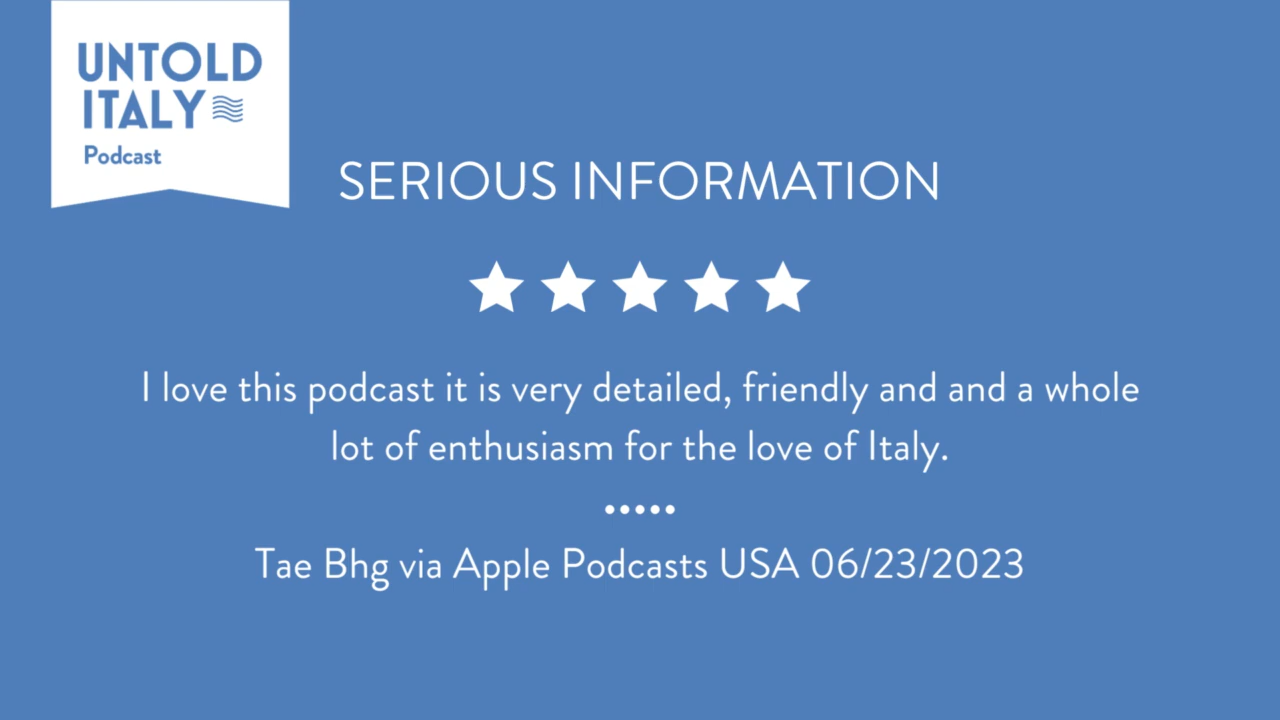 UNTOLD
ITALY
Podcast
SERIOUS INFORMATION
I love this podcast it is very detailed, friendly and and a whole
lot of enthusiasm for the love of Italy.
Tae Bhg via Apple Podcasts USA 06/23/2023